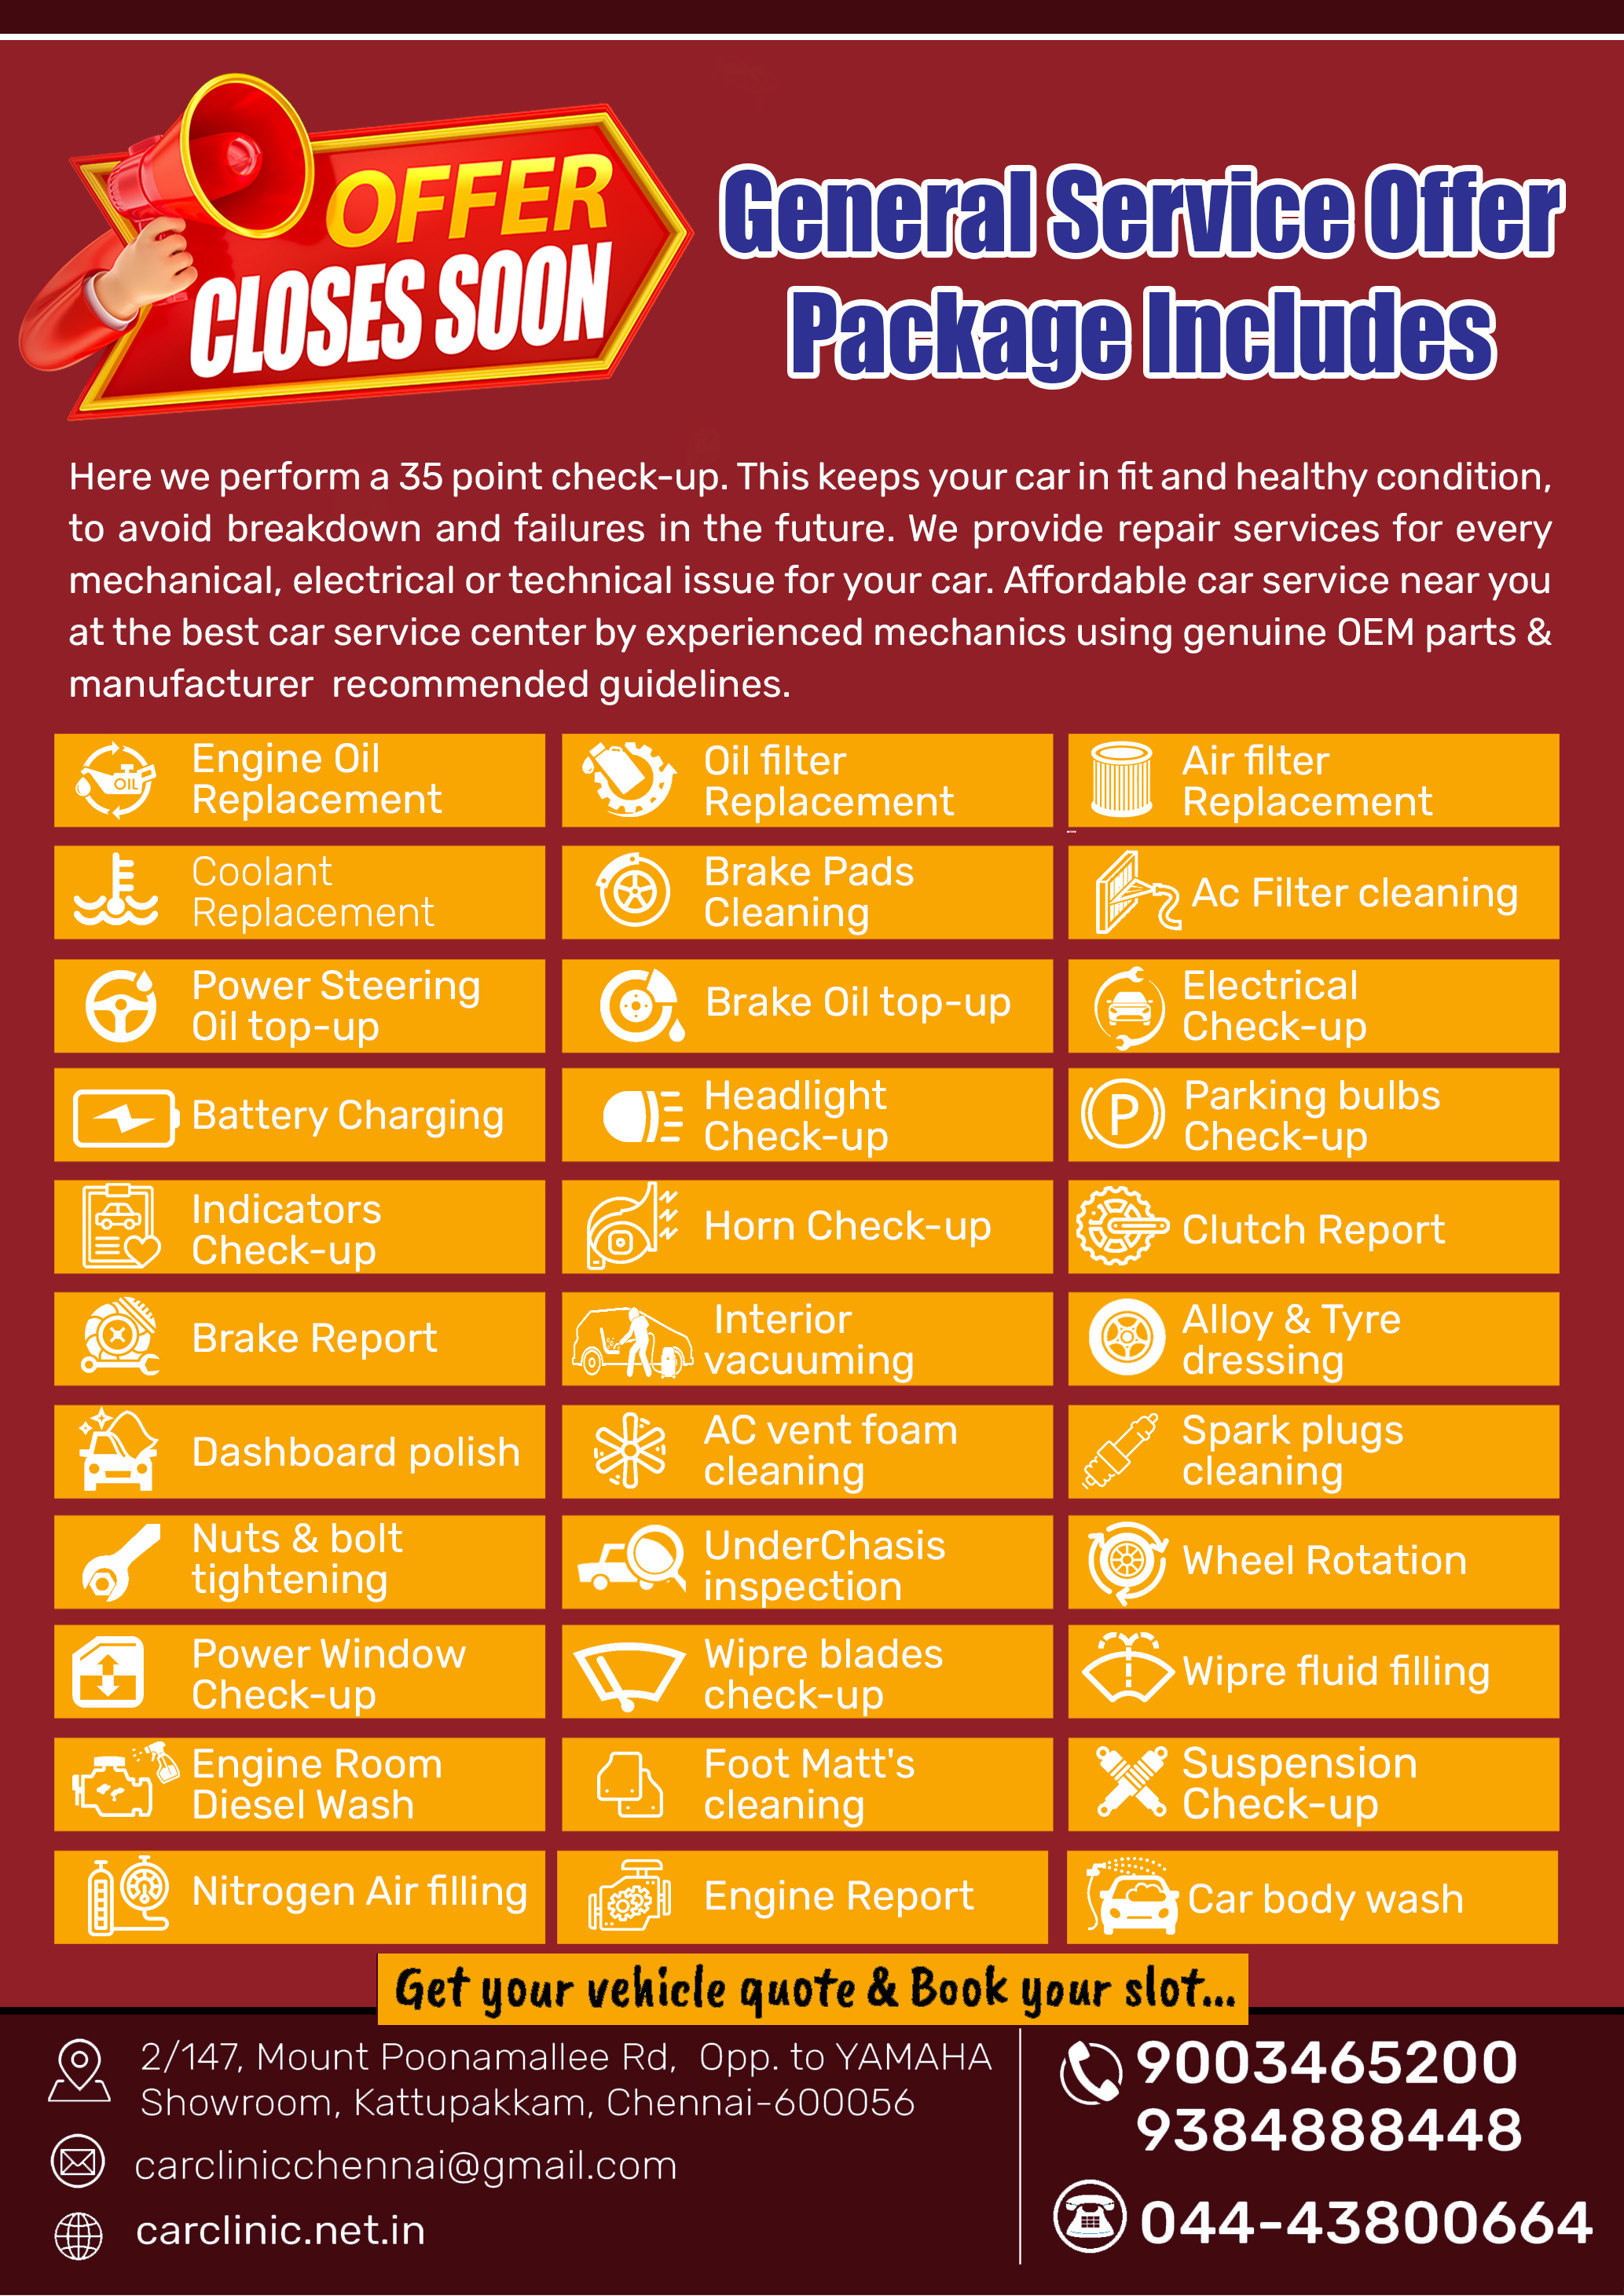 OFFER
CLOSES SOON
General Service Offer
Package Includes
Here we perform a 35 point check-up. This keeps your car in fit and healthy condition,
to avoid breakdown and failures in the future. We provide repair services for every
mechanical, electrical or technical issue for your car. Affordable car service near you
at the best car service center by experienced mechanics using genuine OEM parts &
manufacturer recommended guidelines.
OIL
Engine Oil
Replacement
Oil filter
Replacement
Air filter
Replacement
Coolant
Replacement
Brake Pads
Cleaning
Ac Filter cleaning
Power Steering
Oil top-up
Brake Oil top-up
Electrical
Check-up
Battery Charging
Headlight
Check-up
P
Parking bulbs
Check-up
Indicators
Check-up
Horn Check-up
Clutch Report
Brake Report
Interior
vacuuming
Alloy & Tyre
dressing
Dashboard polish
AC vent foam
cleaning
Spark plugs
cleaning
Nuts & bolt
tightening
UnderChasis
inspection
Wheel Rotation
Power Window
Check-up
Wipre blades
check-up
Wipre fluid filling
Engine Room
Diesel Wash
Foot Matt's
cleaning
Suspension
Check-up
Nitrogen Air filling
Engine Report
Car body wash
Get your vehicle quote & Book your slot...
2/147, Mount Poonamallee Rd, Opp. to YAMAHA
Showroom, Kattupakkam, Chennai-600056
carclinicchennai@gmail.com
carclinic.net.in
9003465200
9384888448
044-43800664